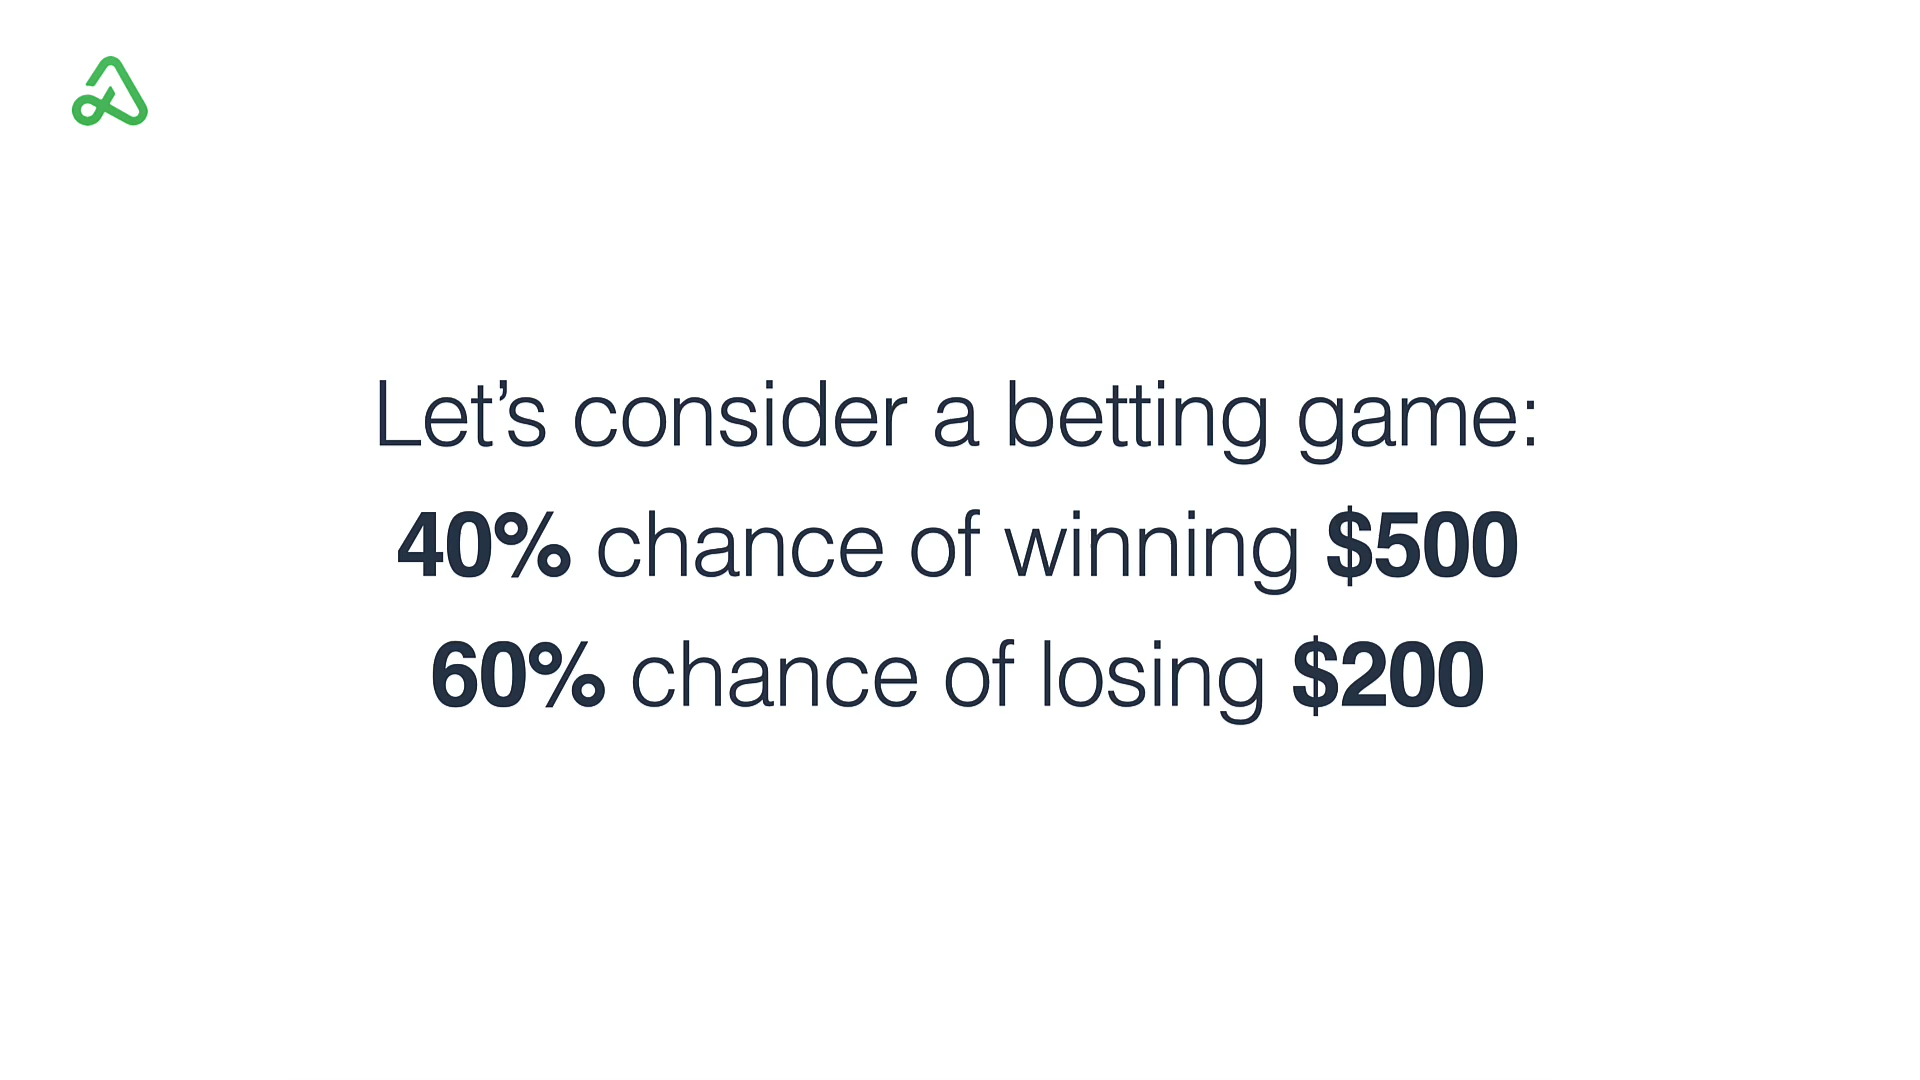 Let’s consider a betting game:
40% chance of winning $500
60% chance of losing $200